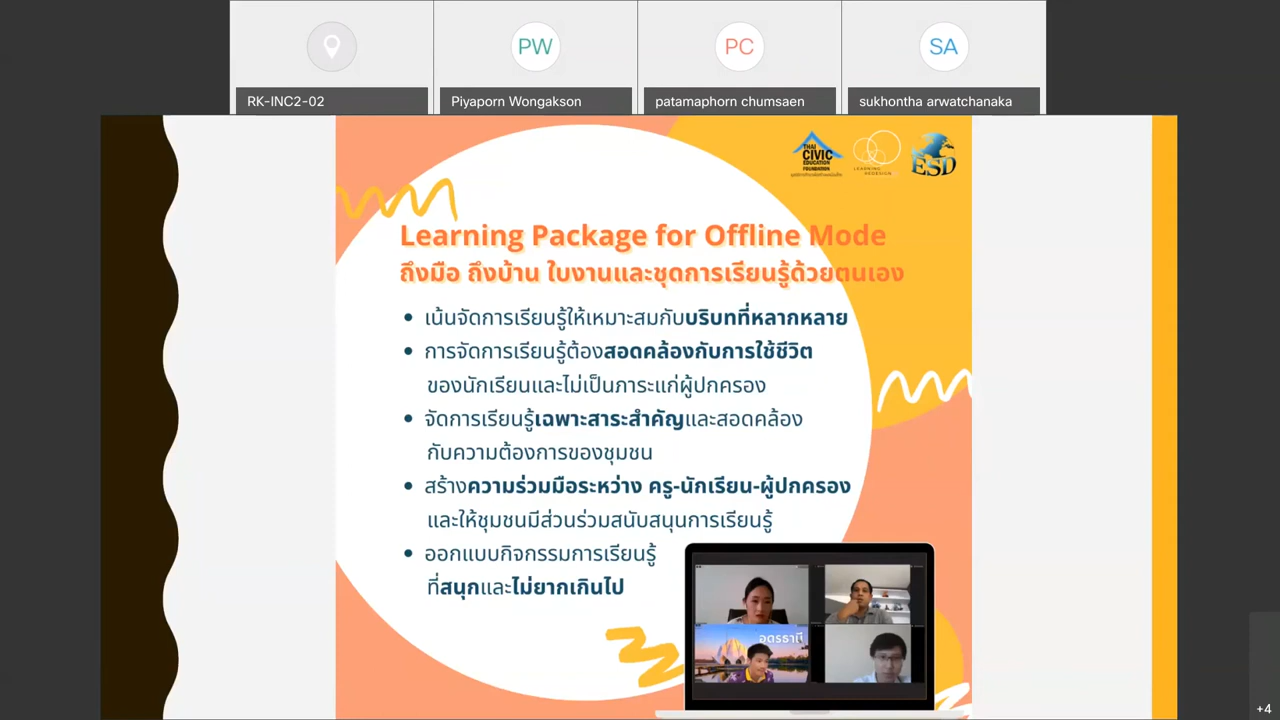 RK-INC2-02
PW
Piyaporn Wongakson
PC
patamaphorn chumsaen
SA
sukhontha arwatchanaka
THAI
CIVIC
EDUCATION
FOUNDATION
LEARNING
REDESIGN
ESD
Learning Package for Offline Mode
ถึงมือ ถึงบ้าน ใบงานและชุดการเรียนรู้ด้วยตนเอง
• เน้นจัดการเรียนรู้ให้เหมาะสมกับบริบทที่หลากหลาย
• การจัดการเรียนรู้ต้องสอดคล้องกับการใช้ชีวิต
ของนักเรียนและไม่เป็นภาระแก่ผู้ปกครอง
• จัดการเรียนรู้เฉพาะสาระสำคัญและสอดคล้อง
กับความต้องการของชุมชน
• สร้างความร่วมมือระหว่าง ครู-นักเรียน-ผู้ปกครอง
และให้ชุมชนมีส่วนร่วมสนับสนุนการเรียนรู้
• ออกแบบกิจกรรมการเรียนรู้
ที่สนุกและไม่ยากเกินไป
อุดรธานี
+4